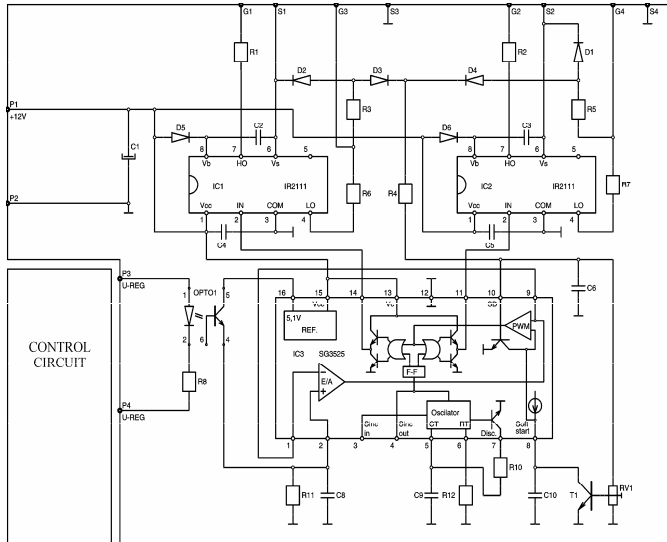 G1 S1 G3 S3 G2 S2 G4 S4
R1 R2 D1
D2 D3 D4
P1
+12V
R3 R5
C1
D5 C2 D6 C3
8 7 6 5 8 7 6 5
Vb HO Vs Vb HO Vs
IC1 IR2111 IC2 IR2111
R6 R4 R7
P2
Vcc IN COM LO Vcc IN COM LO
1 2 3 4 1 2 3 4
C4 C5
P3
U-REG
OPTO1
1 5
C6
16 15 14 13 12 11 10 9
Vcc SD
5,1V
REF.
PWM
CONTROL
CIRCUIT
2 6 4
IC3 SG3525
F-F
R8
E/A
P4
U-REG
Oscilator
CT RT
Sinc
in
Sinc
out
Disc.
Soft
start
1 2 3 4 5 6 7 8
R10
R11 C8 C9 R12 C10 T1 RV1